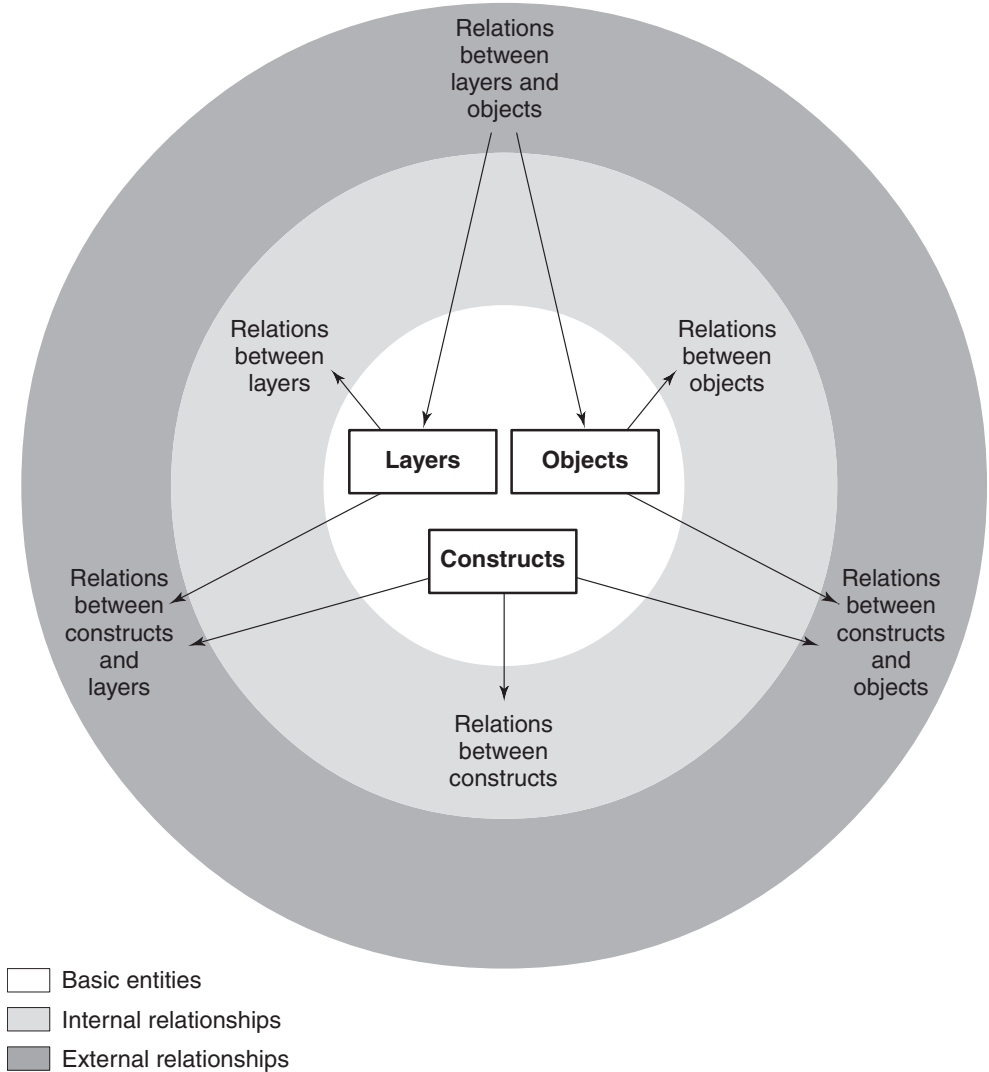 Relations
between
layers and
objects
Relations
between
layers
Relations
between
objects
Layers
Objects
Constructs
Relations
between
constructs
and
layers
Relations
between
constructs
and
objects
Relations
between
constructs
Basic entities
Internal relationships
External relationships